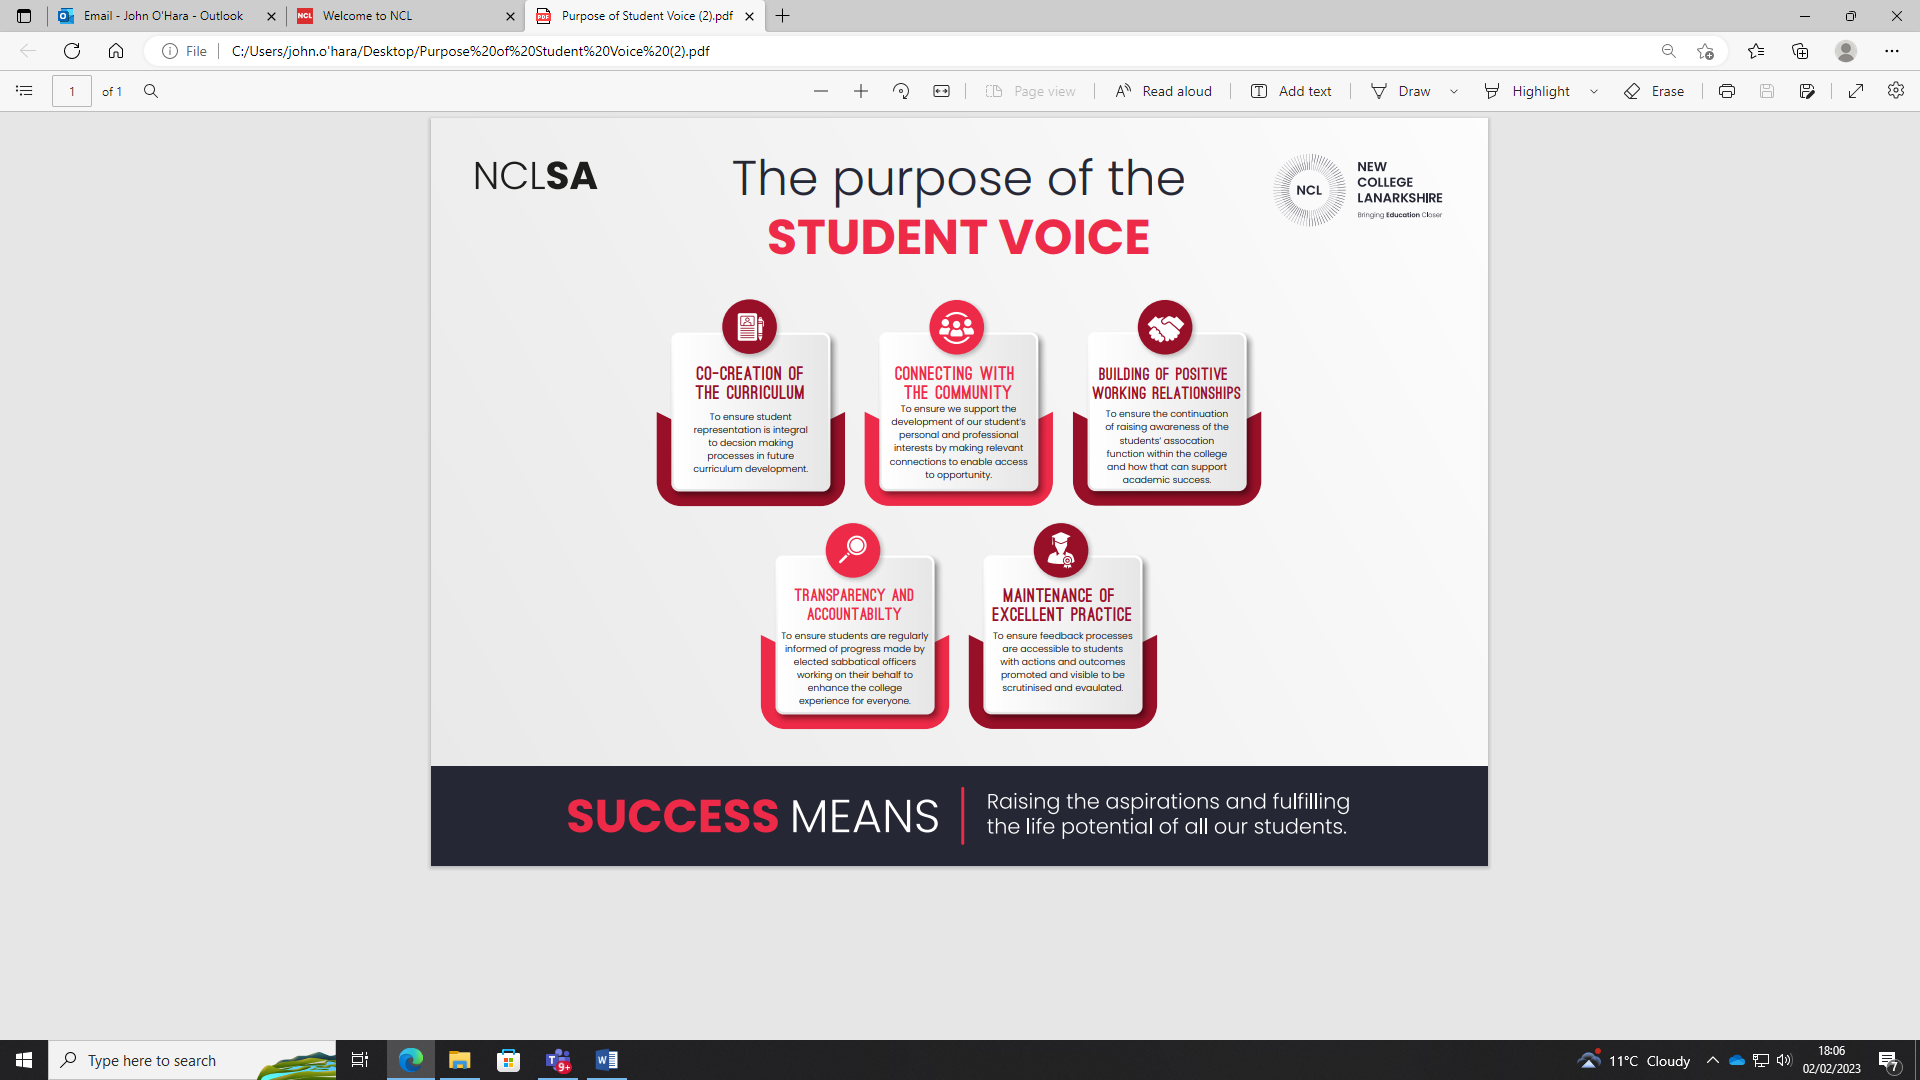 Email - John O'Hara - Outlook
Welcome to NCL
Purpose of Student Voice (2).pdf
File
C:/Users/john.o'hara/Desktop/Purpose%20of%20Student%20Voice%20(2).pdf
1 of 1
Page view
Read aloud
Add text
Draw
Highlight
Erase
NCLSA
The purpose of the
STUDENT VOICE
NCL
NEW
COLLEGE
LANARKSHIRE
Bringing Education Closer
CO-CREATION OF
THE CURRICULUM
To ensure student
representation is integral
to decsion making
processes in future
curriculum development.
CONNECTING WITH
THE COMMUNITY
To ensure we support the
development of our student's
personal and professional
interests by making relevant
connections to enable access
to opportunity.
BUILDING OF POSITIVE
WORKING RELATIONSHIPS
To ensure the continuation
of raising awareness of the
students' assocation
function within the college
and how that can support
academic success.
TRANSPARENCY AND
ACCOUNTABILTY
To ensure students are regularly
informed of progress made by
elected sabbatical officers
working on their behalf to
enhance the college
experience for everyone.
MAINTENANCE OF
EXCELLENT PRACTICE
To ensure feedback processes
are accessible to students
with actions and outcomes
promoted and visible to be
scrutinised and evaulated.
SUCCESS MEANS
Raising the aspirations and fulfilling
the life potential of all our students.
Type here to search
9+
11°C Cloudy
18:06
02/02/2023
7